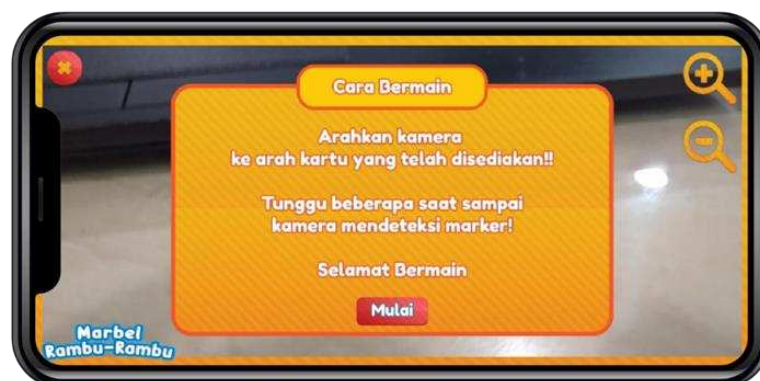 Cara Bermain
Arahkan kamera
ke arah kartu yang telah disediakan!!
Tunggu beberapa saat sampai
kamera mendeteksi marker!
Selamat Bermain
Mulai
Marbel
Rambu-Rambu